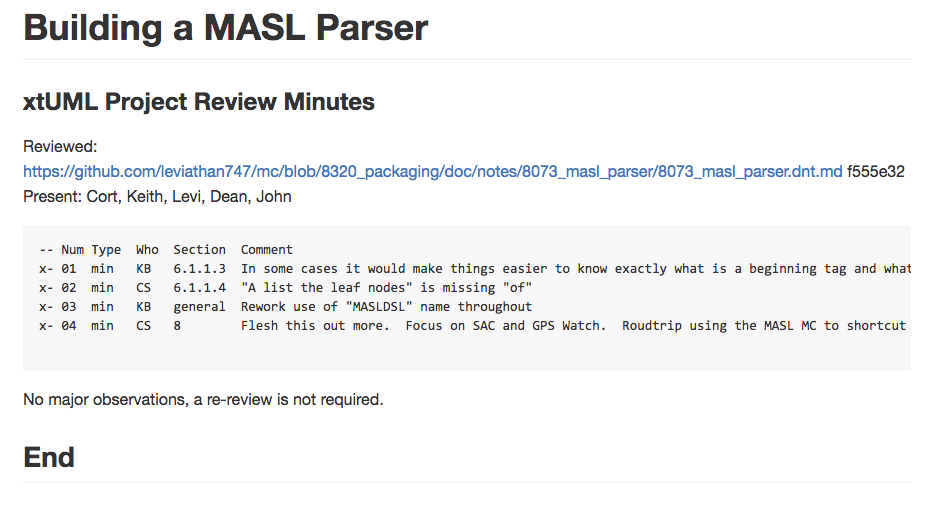 Building a MASL Parser
xtUML Project Review Minutes
Reviewed:
https://github.com/leviathan747/mc/blob/8320_packaging/doc/notes/8073_masl_parser/8073_masl_parser.dnt.md f555e32
Present: Cort, Keith, Levi, Dean, John
-- Num Type  Who  Section  Comment
x- 01  min   KB   6.1.1.3  In some cases it would make things easier to know exactly what is a beginning tag and what
x- 02  min   CS   6.1.1.4  "A list the leaf nodes" is missing "of"
x- 03  min   KB   general  Rework use of "MASLDSL" name throughout
x- 04  min   CS   8        Flesh this out more.  Focus on SAC and GPS Watch.  Roudtrip using the MASL MC to shortcut
No major observations, a re-review is not required.
End